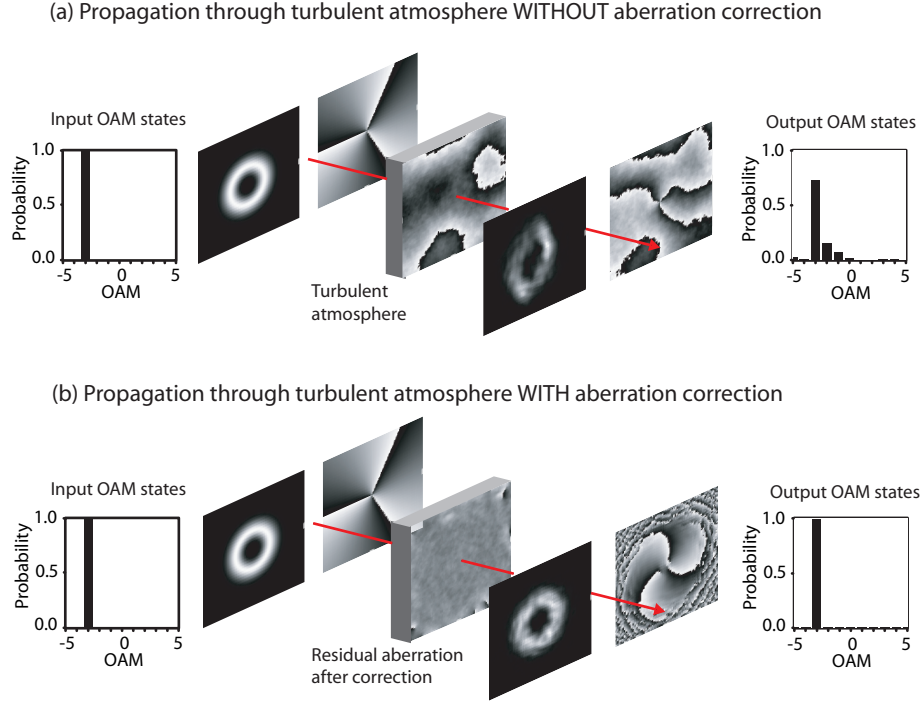 (a) Propagation through turbulent atmosphere WITHOUT aberration correction
Input OAM states
Probability
1.0
0.5
0.0
-5 0 5
OAM
Turbulent
atmosphere
Output OAM states
Probability
1.0
0.5
0.0
-5 0 5
OAM
(b) Propagation through turbulent atmosphere WITH aberration correction
Input OAM states
Probability
1.0
0.5
0.0
-5 0 5
OAM
Residual aberration
after correction
Output OAM states
Probability
1.0
0.5
0.0
-5 0 5
OAM